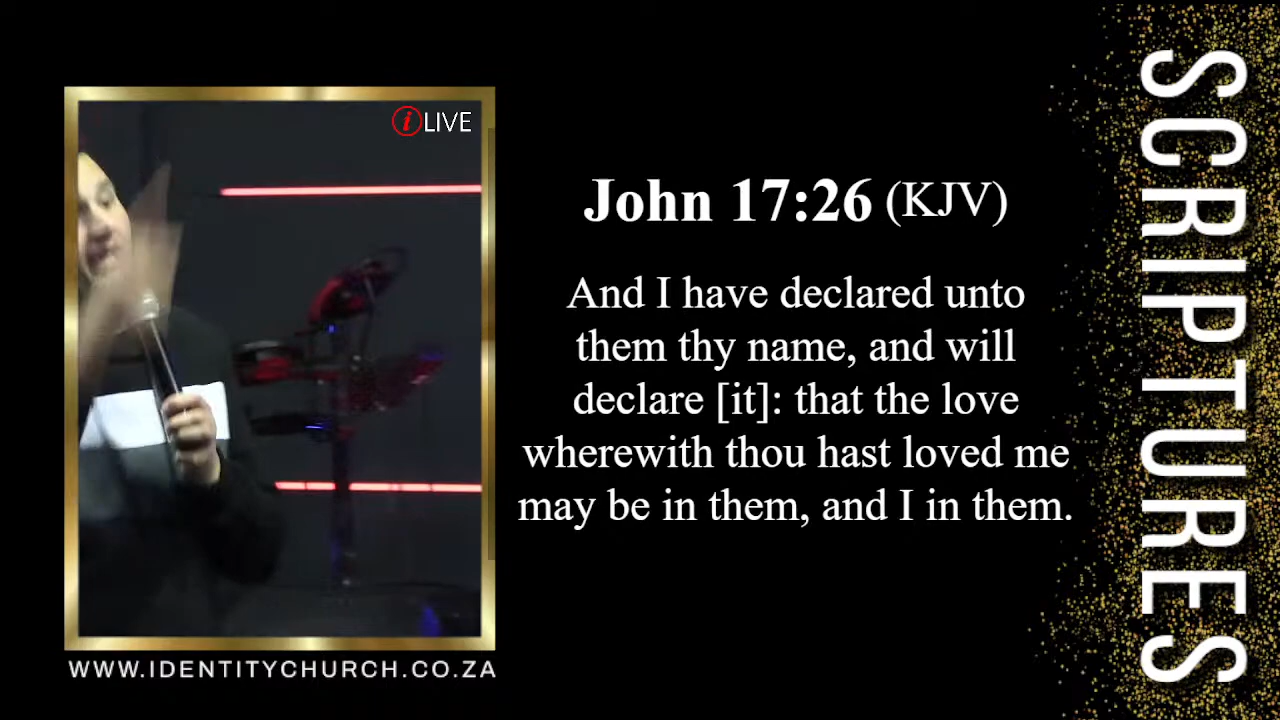 LIVE
John 17:26 (KJV)
And I have declared unto
them thy name, and will
declare [it]: that the love
wherewith thou hast loved me
may be in them, and I in them.
SCRIPTURES
WWW.IDENTITYCHURCH.CO.ZA